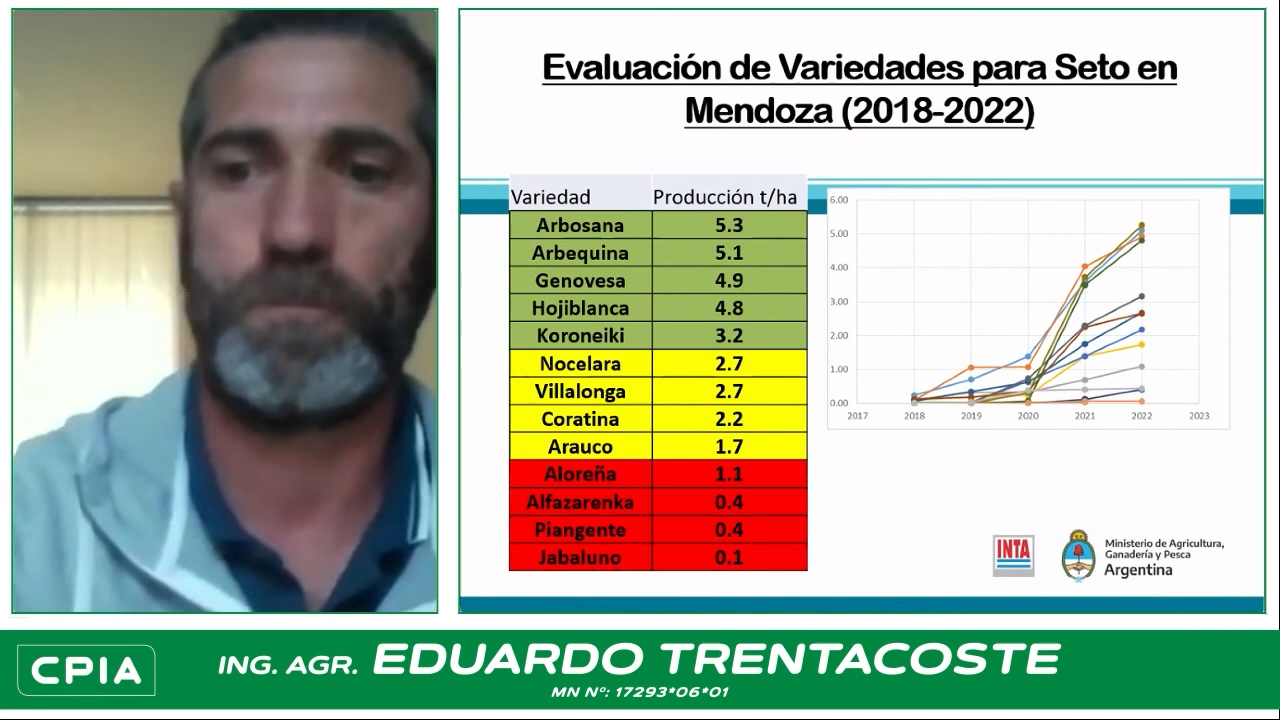 Evaluación de Variedades para Seto en
Mendoza (2018-2022)
Variedad Producción t/ha
Arbosana 5.3
Arbequina 5.1
Genovesa 4.9
Hojiblanca 4.8
Koroneiki 3.2
Nocelara 2.7
Villalonga 2.7
Coratina 2.2
Arauco 1.7
Aloreña 1.1
Alfazarenka 0.4
Piangente 0.4
Jabaluno 0.1
6.00
5.00
4.00
3.00
2.00
1.00
0.00
2017 2018 2019 2020 2021 2022 2023
INTA
Ministerio de Agricultura,
Ganadería y Pesca
Argentina
CPIA
ING. AGR. EDUARDO TRENTACOSTE
MN Nº: 17293*06*01